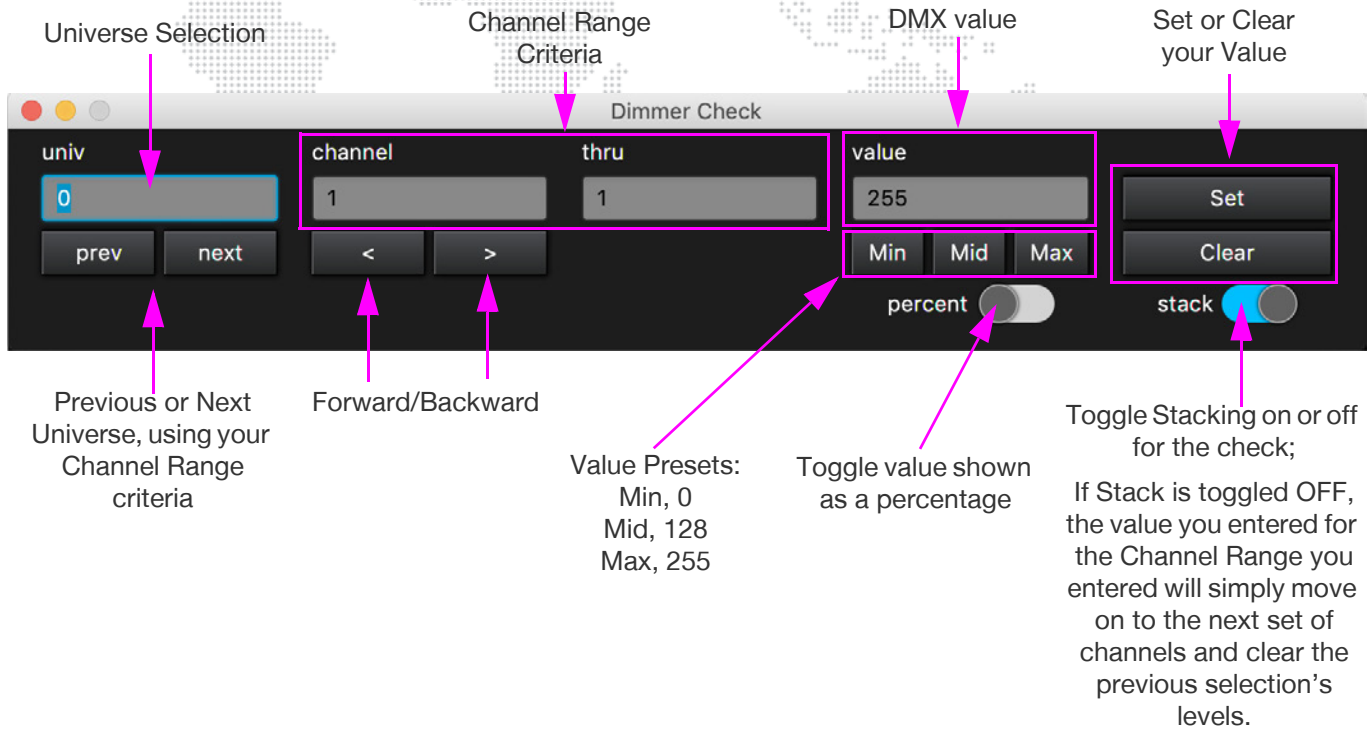 Universe Selection
Channel Range
Criteria
DMX value
Set or Clear
your Value
Dimmer Check
univ
channel
thru
value
0
1
1
255
Set
prev
next
<
>
Min
Mid
Max
Clear
percent
stack
Previous or Next
Universe, using your
Channel Range
criteria
Forward/Backward
Value Presets:
Min, 0
Mid, 128
Max, 255
Toggle value shown
as a percentage
Toggle Stacking on or off
for the check;
If Stack is toggled OFF,
the value you entered for
the Channel Range you
entered will simply move
on to the next set of
channels and clear the
previous selection’s
levels.